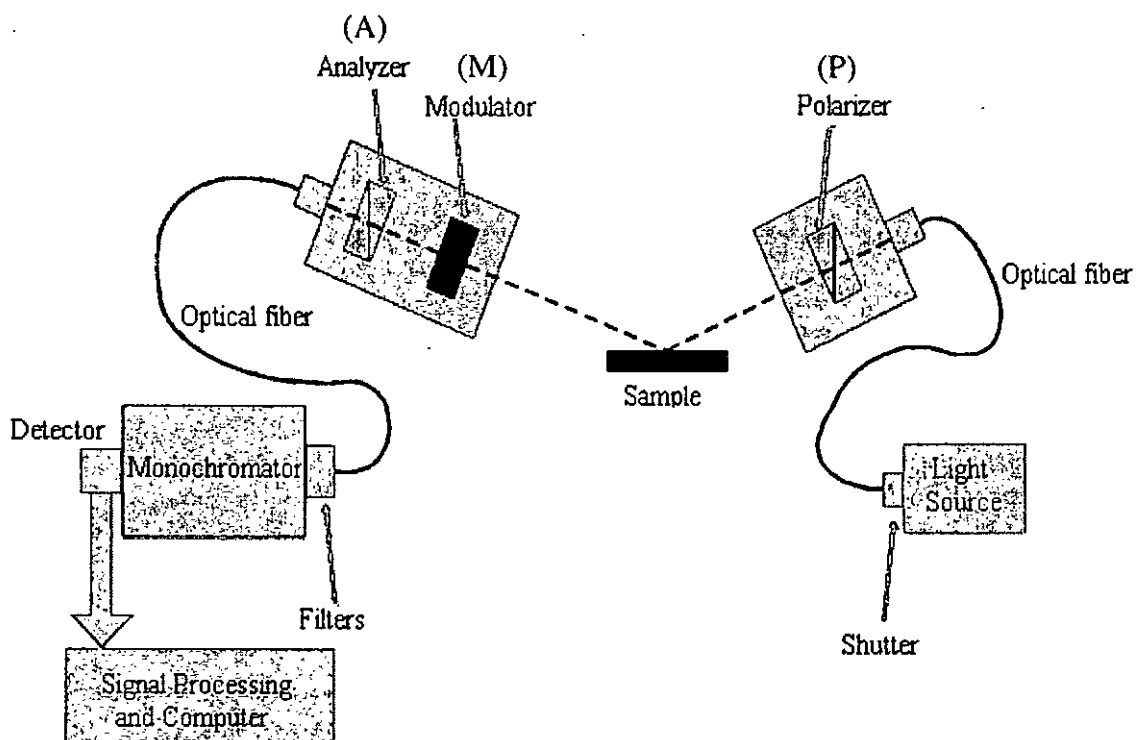 (A)
Analyzer
(M)
Modulator
(P)
Polarizer
Optical fiber
Optical fiber
Sample
Detector
Monochromator
Light
Source
Filters
Shutter
Signal Processing
and Computer